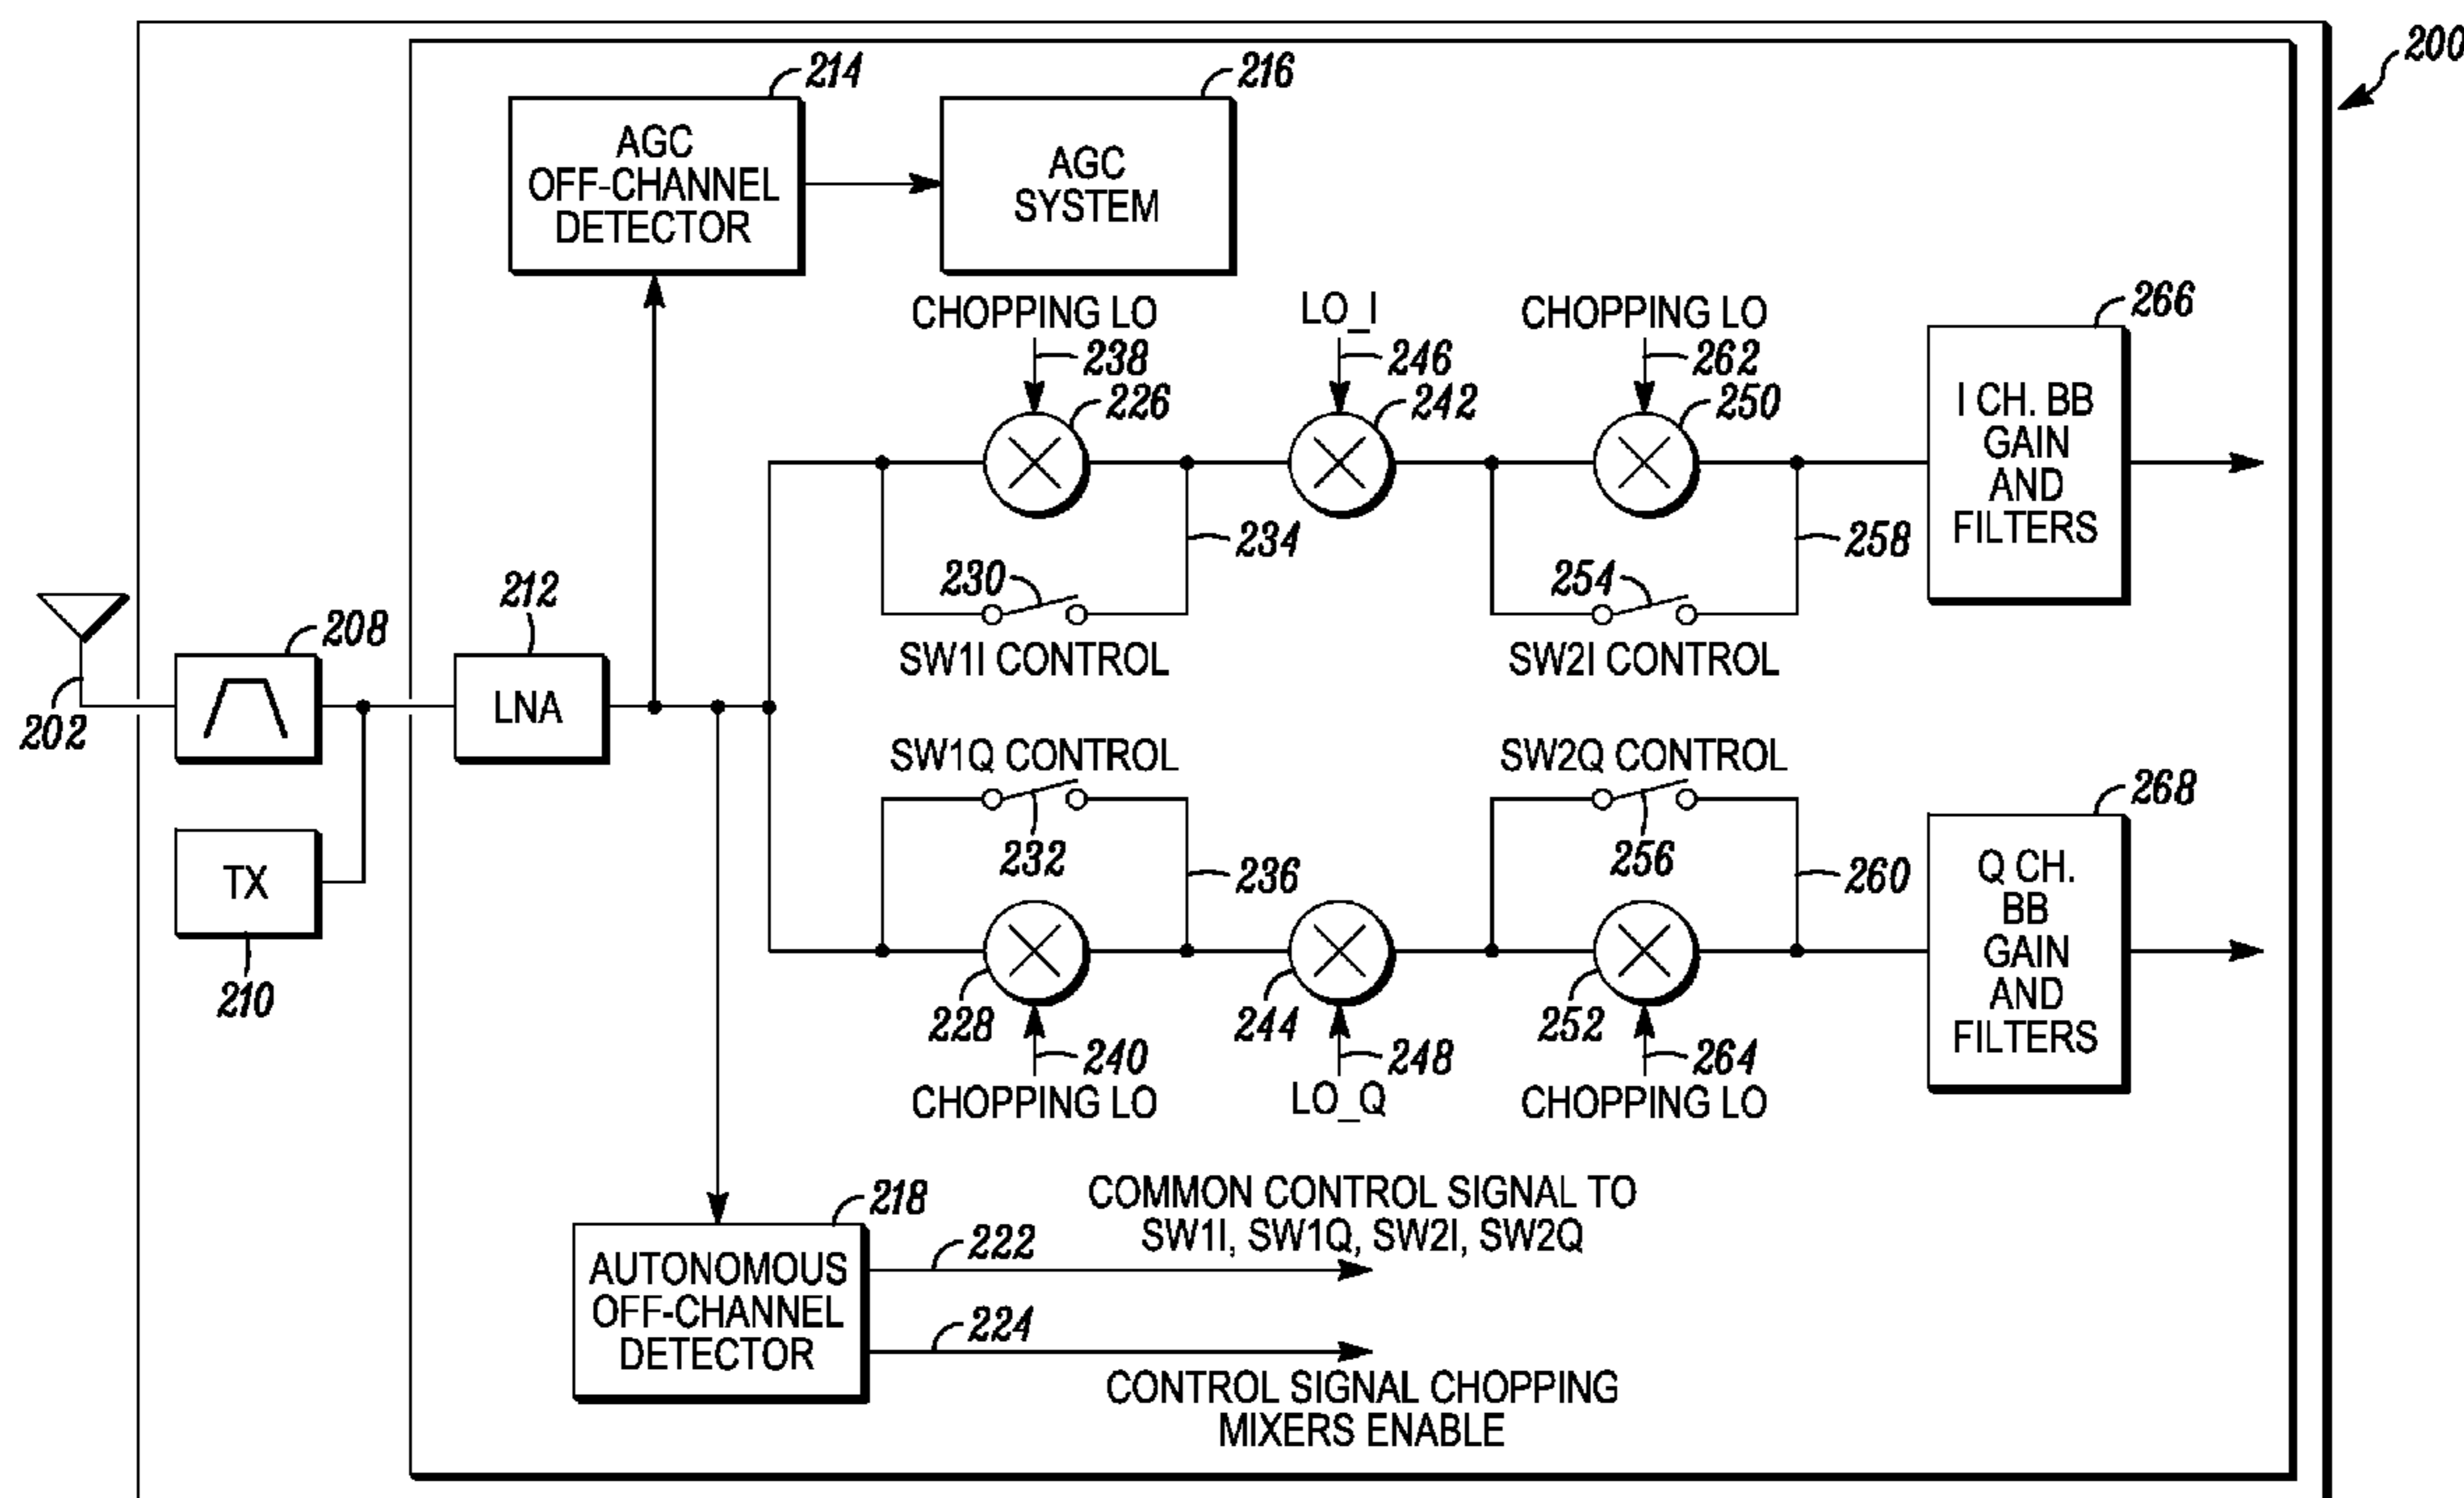 200
214
216
AGC
OFF-CHANNEL
DETECTOR
AGC
SYSTEM
CHOPPING LO
LO_I
CHOPPING LO
238
246
262
226
242
250
266
I CH. BB
GAIN
AND
FILTERS
234
258
230
254
SW1I CONTROL
SW2I CONTROL
212
208
LNA
202
SW1Q CONTROL
SW2Q CONTROL
232
256
236
260
268
TX
210
Q CH.
BB
GAIN
AND
FILTERS
228
244
252
240
248
264
CHOPPING LO
LO_Q
CHOPPING LO
218
AUTONOMOUS
OFF-CHANNEL
DETECTOR
COMMON CONTROL SIGNAL TO
SW1I, SW1Q, SW2I, SW2Q
222
224
CONTROL SIGNAL CHOPPING
MIXERS ENABLE